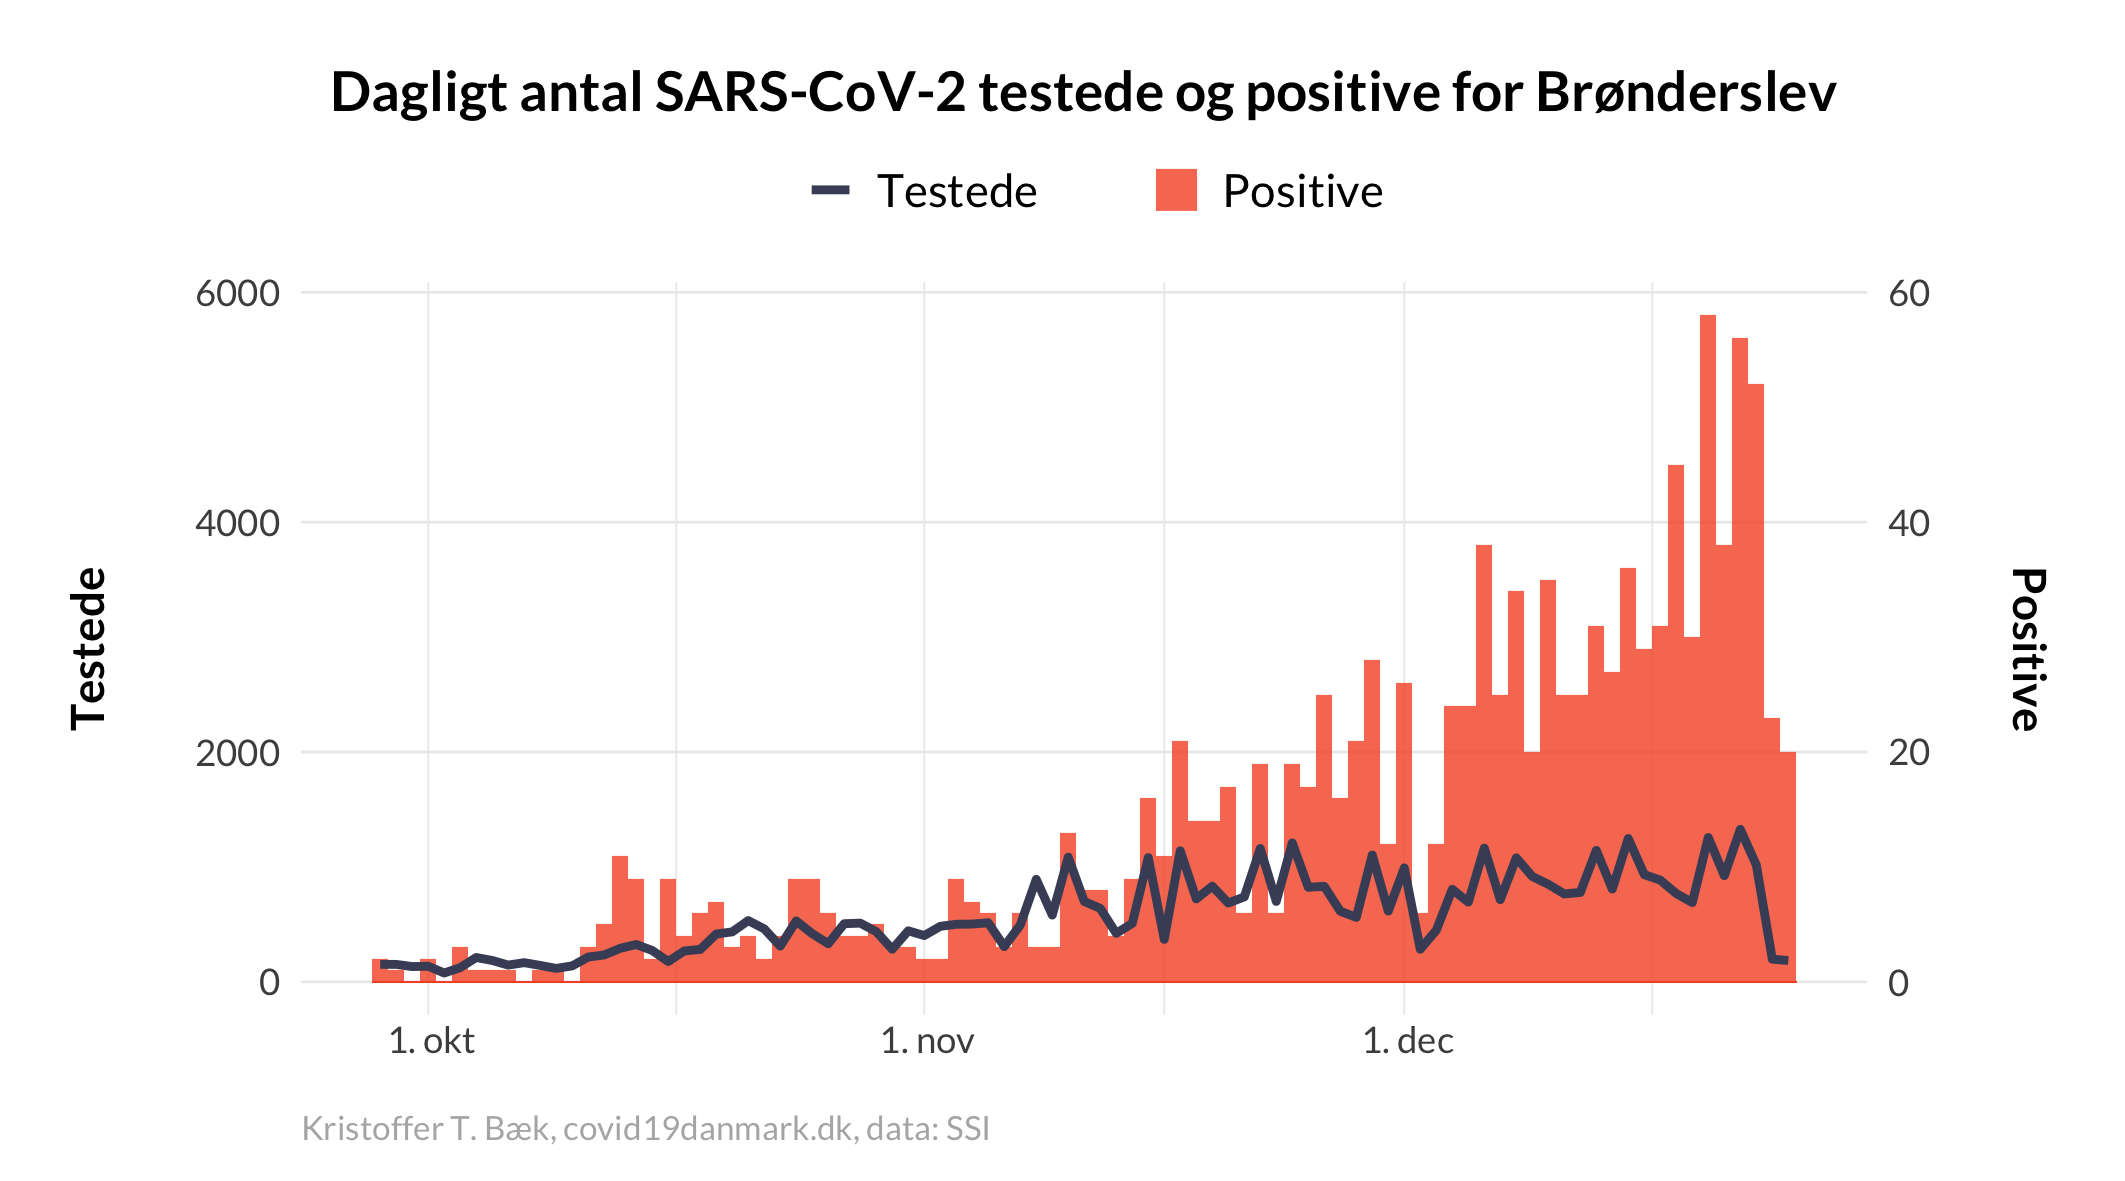 Dagligt antal SARS-CoV-2 testede og positive for Brønderslev
Testede
Positive
6000
4000
2000
0
60
40
20
0
Testede
Positive
1. okt
1. nov
1. dec
Kristoffer T. Bæk, covid19danmark.dk, data: SSI